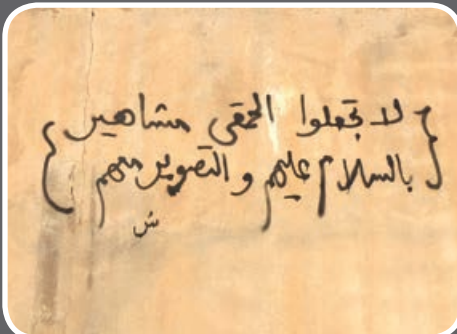 { لا تجعلوا الحمقى مشاهير
بالسلام عليهم و التصوير معهم }
ش